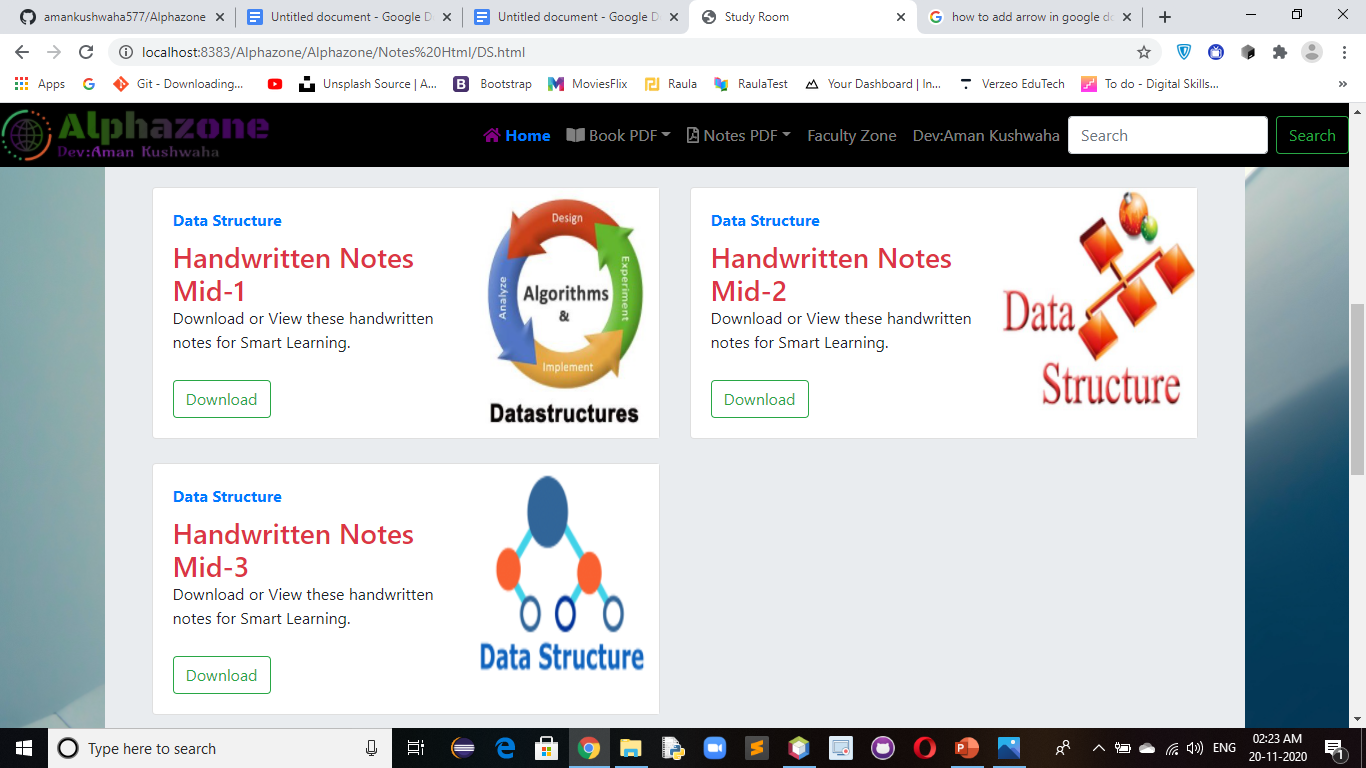 amankushwaha577/Alphazone
Untitled document - Google D
Untitled document - Google D
Study Room
how to add arrow in google do
localhost:8383/Alphazone/Alphazone/Notes%20Html/DS.html
Apps
Git - Downloading...
Unsplash Source | A...
Bootstrap
MoviesFlix
Raula
RaulaTest
Your Dashboard | In...
Verzeo EduTech
To do - Digital Skills...
»
Alphazone
Dev:Aman Kushwaha
Home
Book PDF
Notes PDF
Faculty Zone
Dev:Aman Kushwaha
Search
Search
Data Structure
Handwritten Notes
Mid-1
Download or View these handwritten
notes for Smart Learning.
Download
Design
Experiment
Analyze
Implement
Algorithms
&
Datastructures
Data Structure
Handwritten Notes
Mid-2
Download or View these handwritten
notes for Smart Learning.
Download
Data
Structure
Data Structure
Handwritten Notes
Mid-3
Download or View these handwritten
notes for Smart Learning.
Download
Data Structure
Type here to search
ENG
02:23 AM
20-11-2020
1